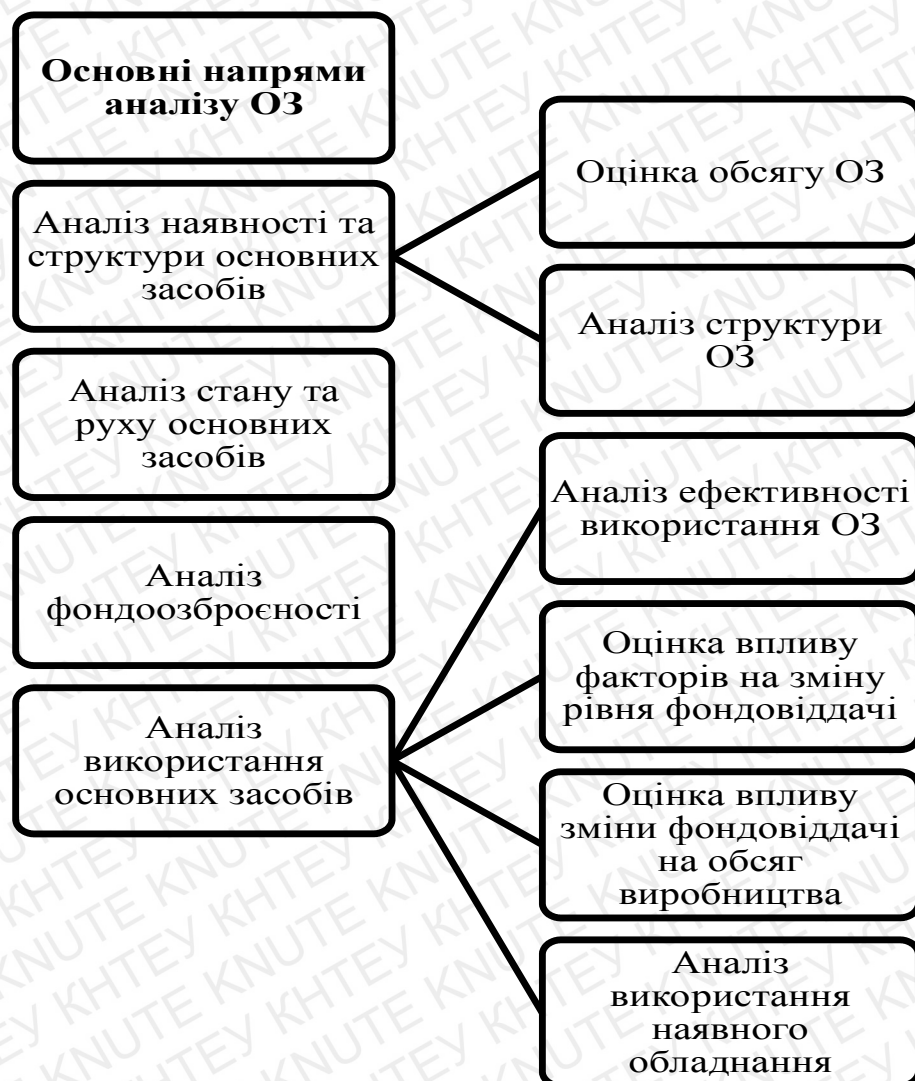 Основні напрями
аналізу ОЗ
Аналіз наявності та
структури основних
засобів
Оцінка обсягу ОЗ
Аналіз структури
ОЗ
Аналіз стану та
руху основних
засобів
Аналіз
фондоозброєності
Аналіз
використання
основних засобів
Аналіз ефективності
використання ОЗ
Оцінка впливу
факторів на зміну
рівня фондовіддачі
Оцінка впливу
зміни фондовіддачі
на обсяг
виробництва
Аналіз
використання
наявного
обладнання
KNUTE КНТЕУ